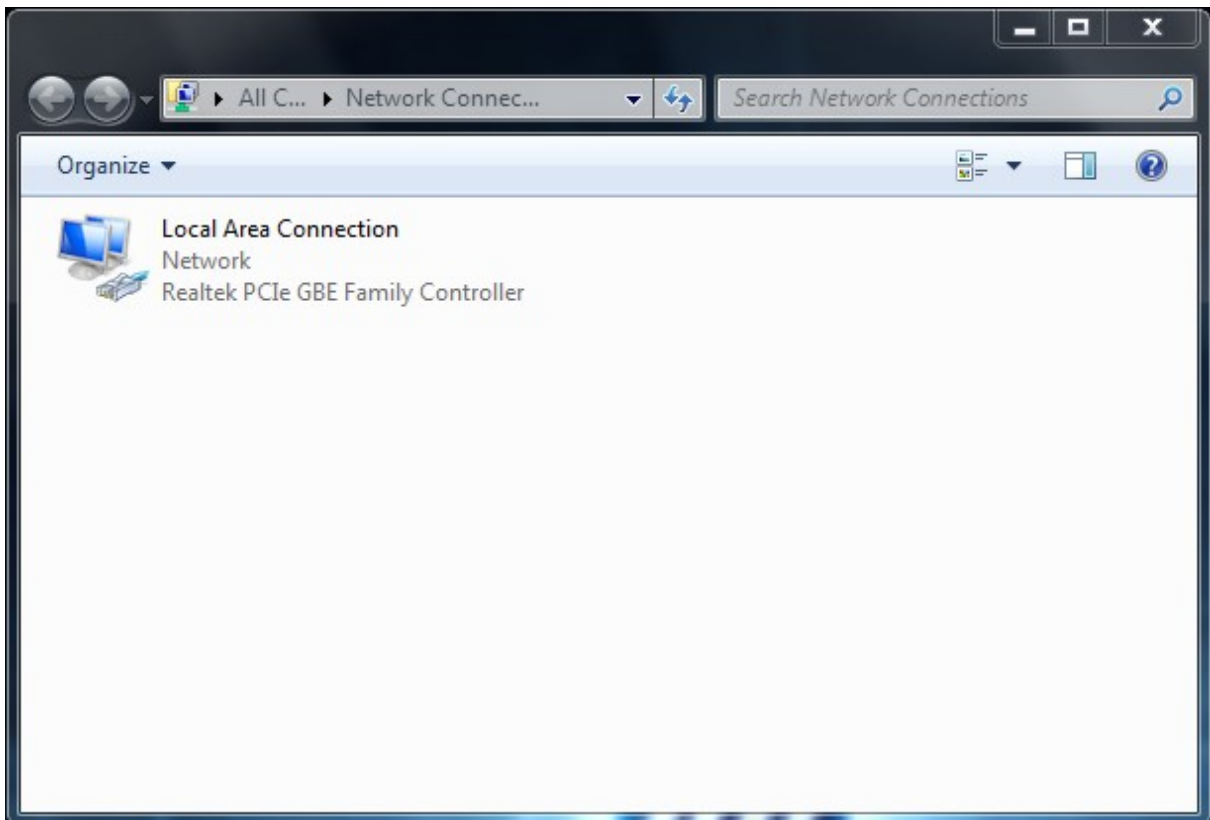 All C... Network Connec...
Search Network Connections
Organize
Local Area Connection
Network
Realtek PCIe GBE Family Controller